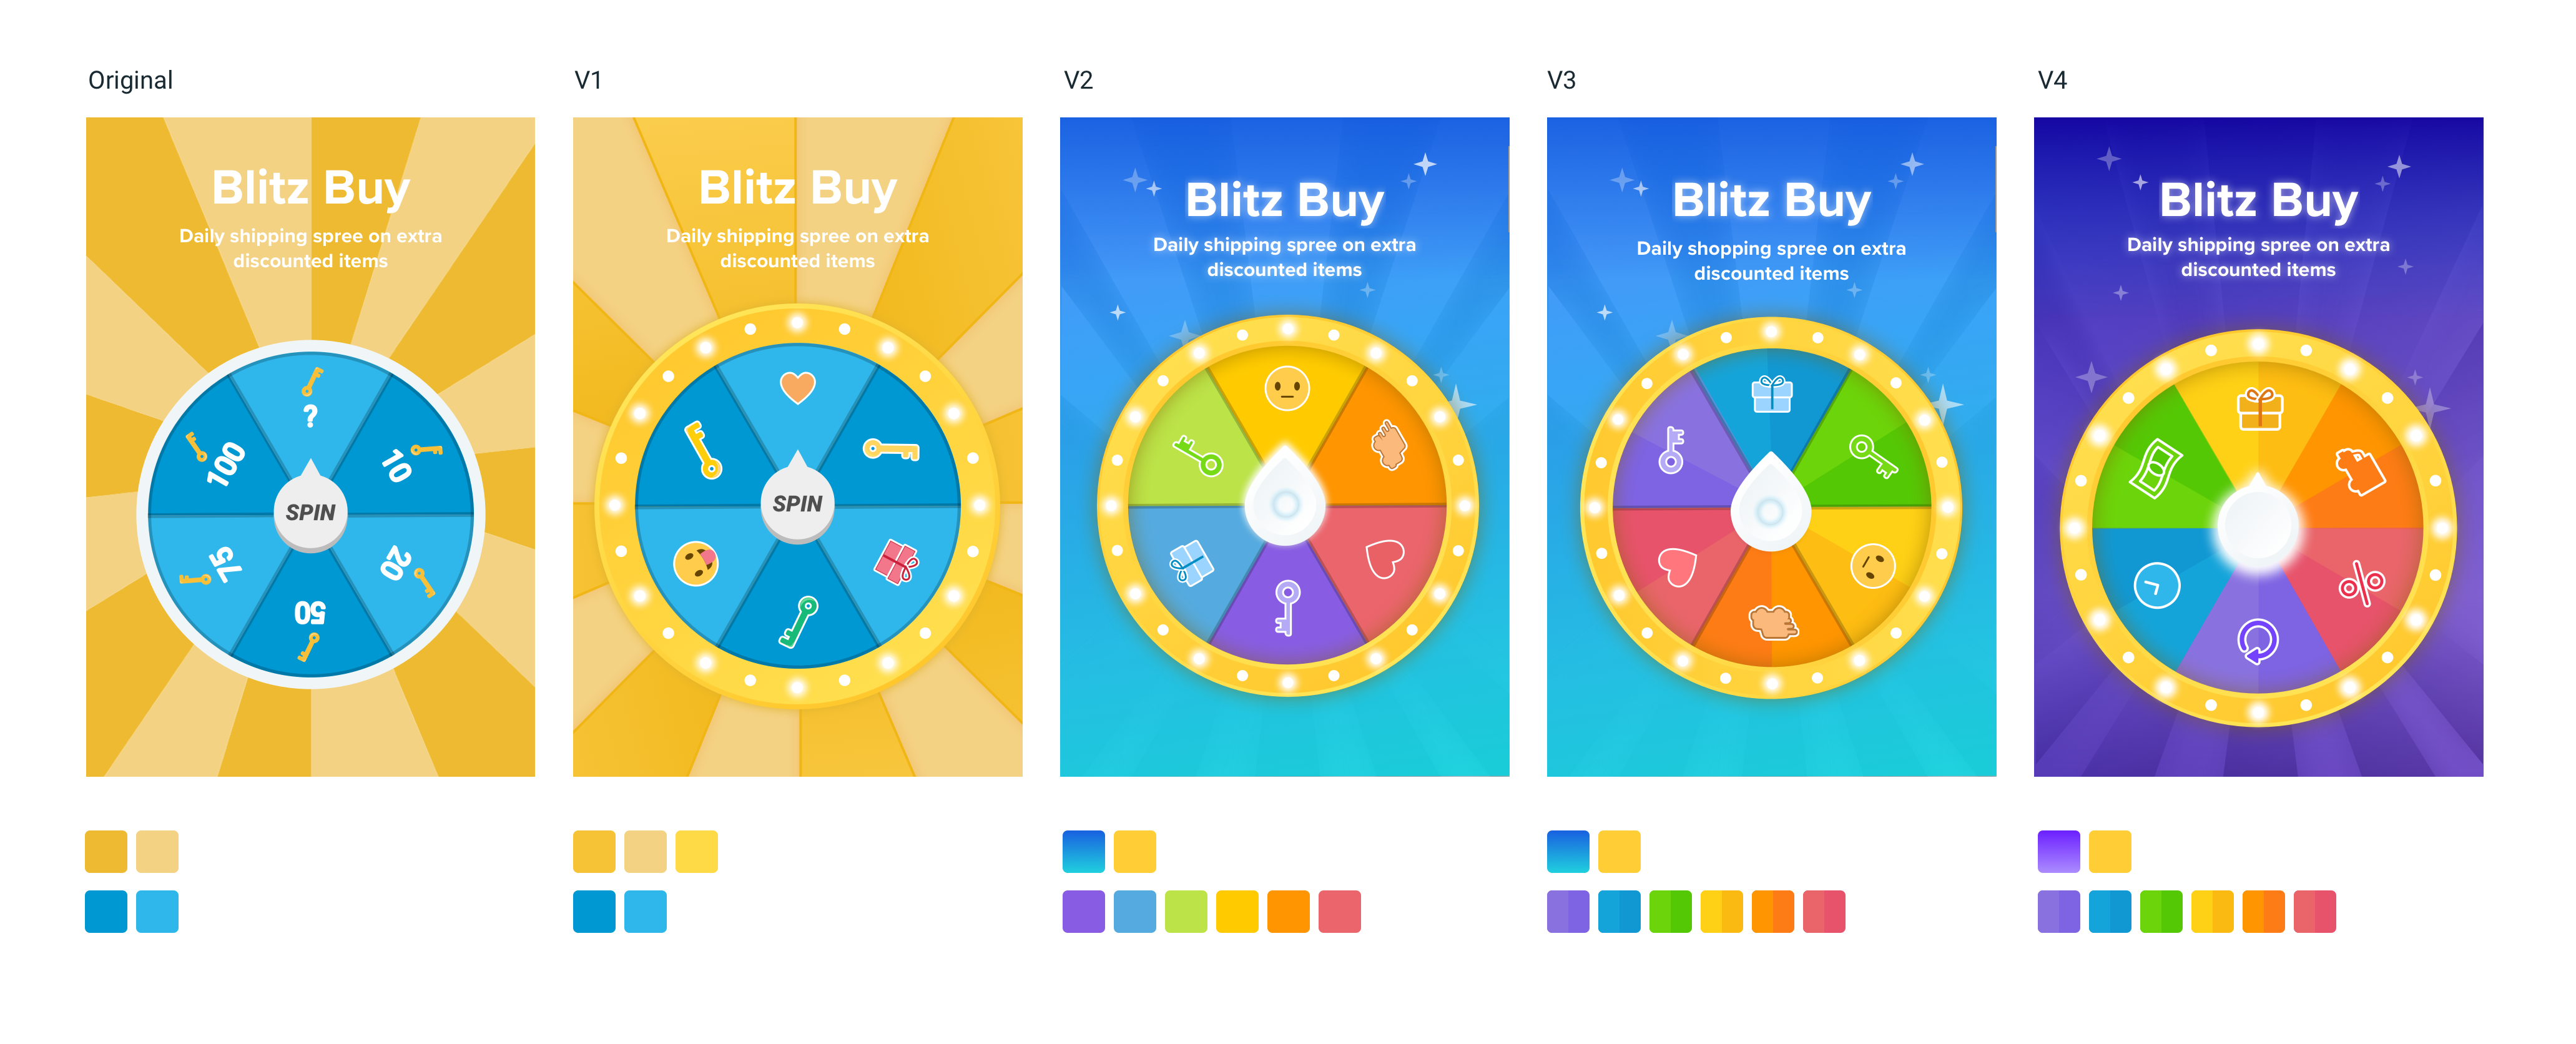 Original
Blitz Buy
Daily shipping spree on extra
discounted items
?
10
20
50
75
100
SPIN
V1
Blitz Buy
Daily shipping spree on extra
discounted items
SPIN
V2
Blitz Buy
Daily shipping spree on extra
discounted items
V3
Blitz Buy
Daily shopping spree on extra
discounted items
V4
Blitz Buy
Daily shipping spree on extra
discounted items